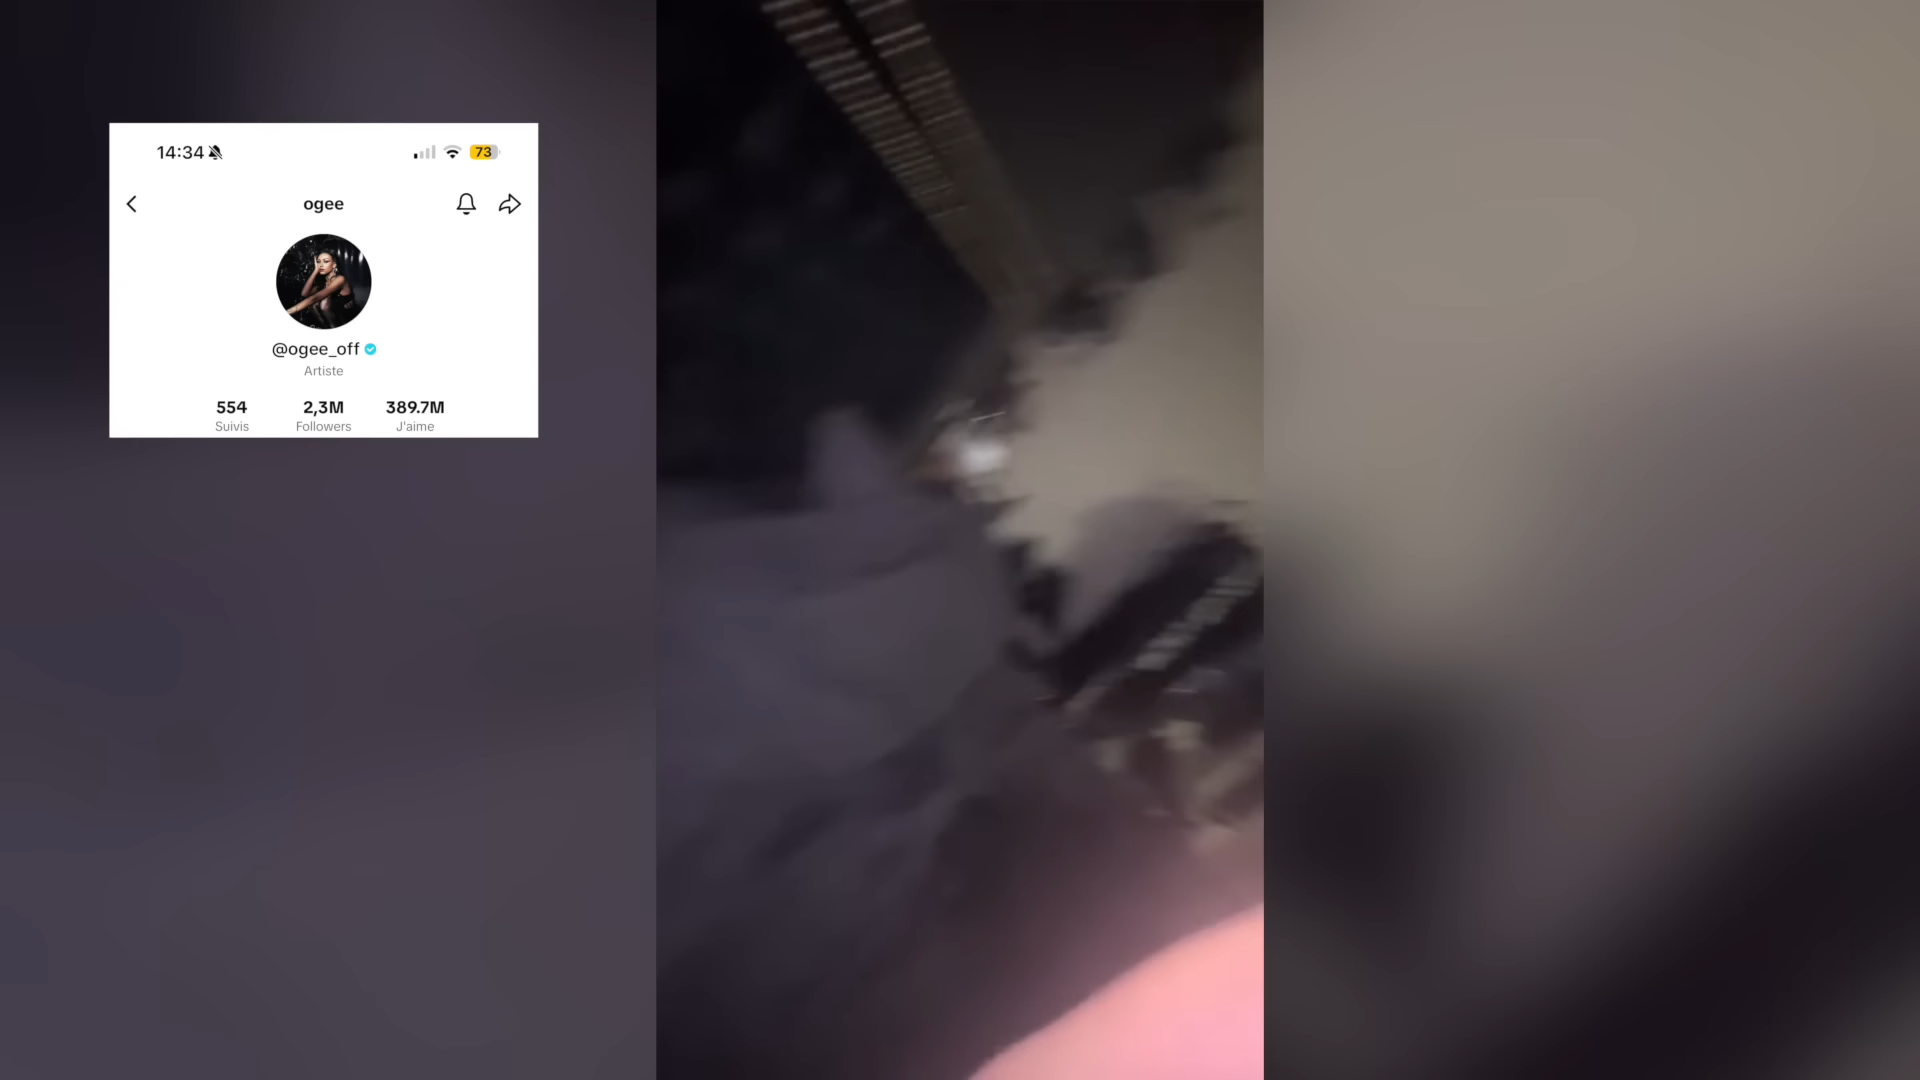 14:34
73
ogee
@ogee_off
Artiste
554 2,3M 389.7M
Suivis Followers J'aime